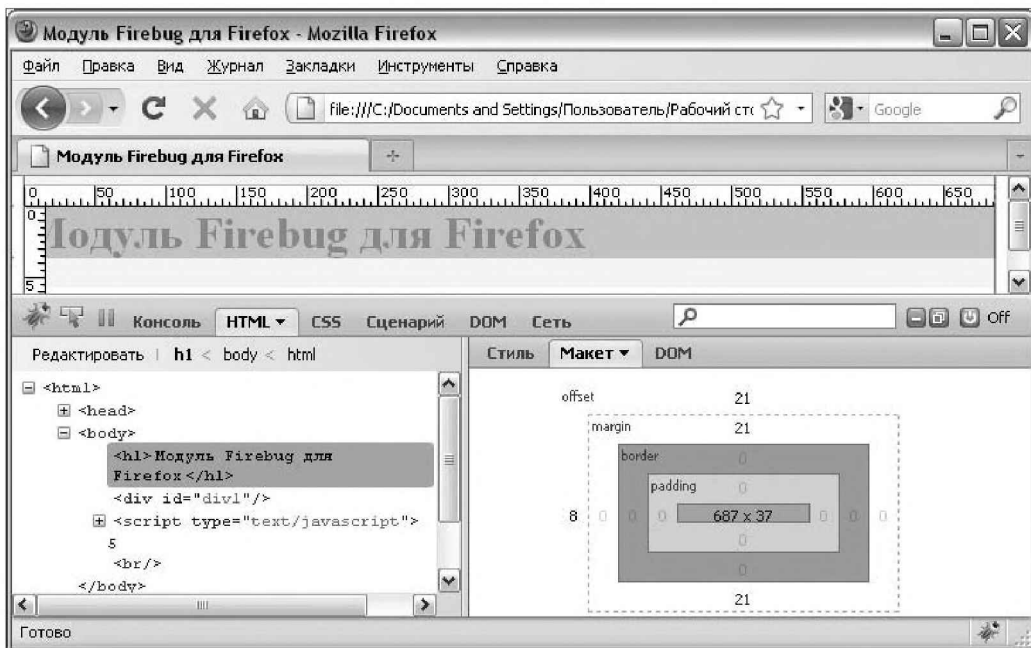 Модуль Firebug для Firefox - Mozilla Firefox
Файл Правка Вид Журнал Закладки Инструменты Справка
file:///C:/Documents and Settings/Пользователь/Рабочий стс Google
Модуль Firebug для Firefox
0 50 100 150 200 250 300 350 400 450 500 550 600 650
0
Модуль Firebug для Firefox
5
Консоль HTML CSS Сценарий DOM Сеть Off
Редактировать | h1 < body < html
Стиль Макет DOM
<html>
<head>
<body>
<h1>Модуль Firebug для
Firefox</h1>
<div id="div1"/>
<script type="text/javascript">
5
<br/>
</body>
offset 21
margin 21
border 0
padding 0
8 0 0 0 687 x 37 0 0 0
0
0
21
Готово